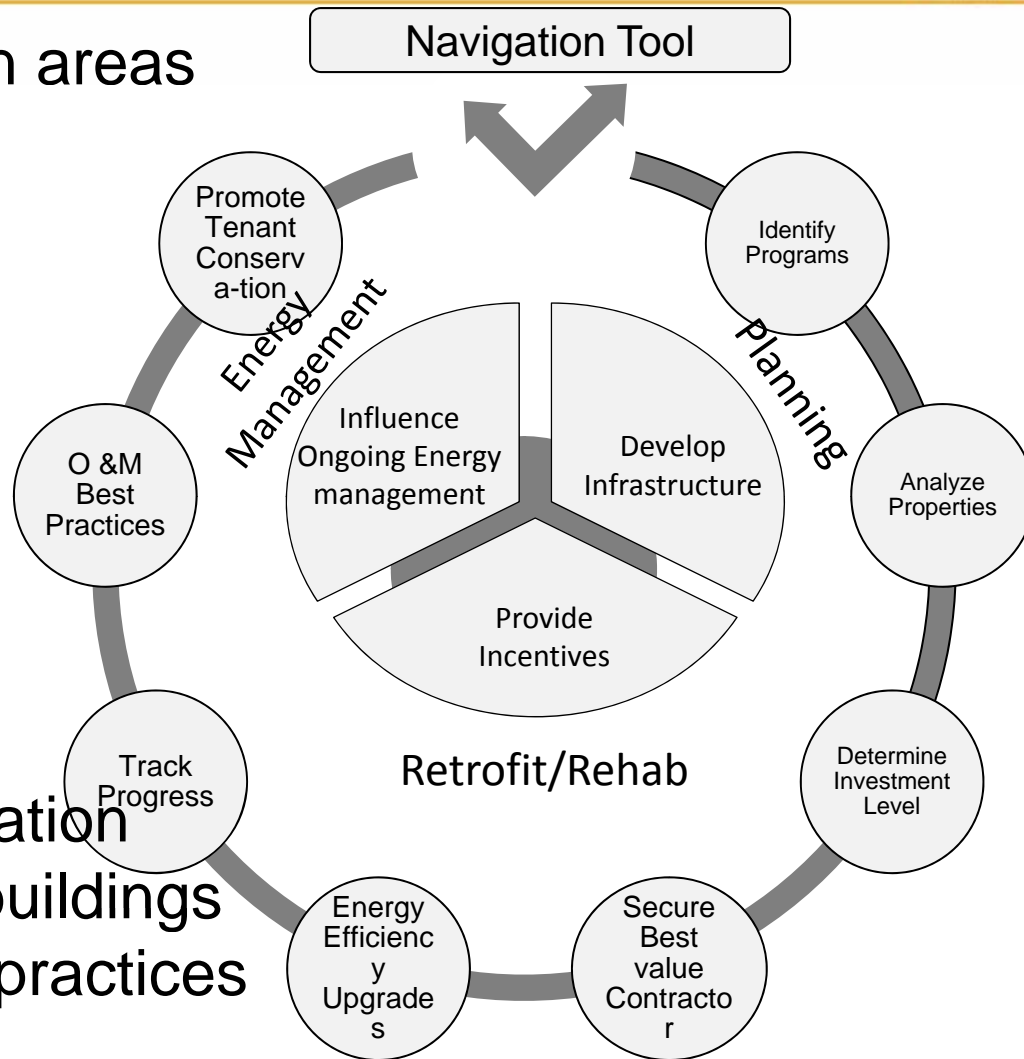 Navigation Tool
n areas
Promote
Tenant
Conserv
a-tion
Energy
Management
Identify
Programs
Planning
Influence
Ongoing Energy
management
Develop
Infrastructure
O &M
Best
Practices
Analyze
Properties
Provide
Incentives
Retrofit/Rehab
Track
Progress
Determine
Investment
Level
ation
buildings
practices
Energy
Efficienc
y
Upgrade
s
Secure
Best
value
Contracto
r